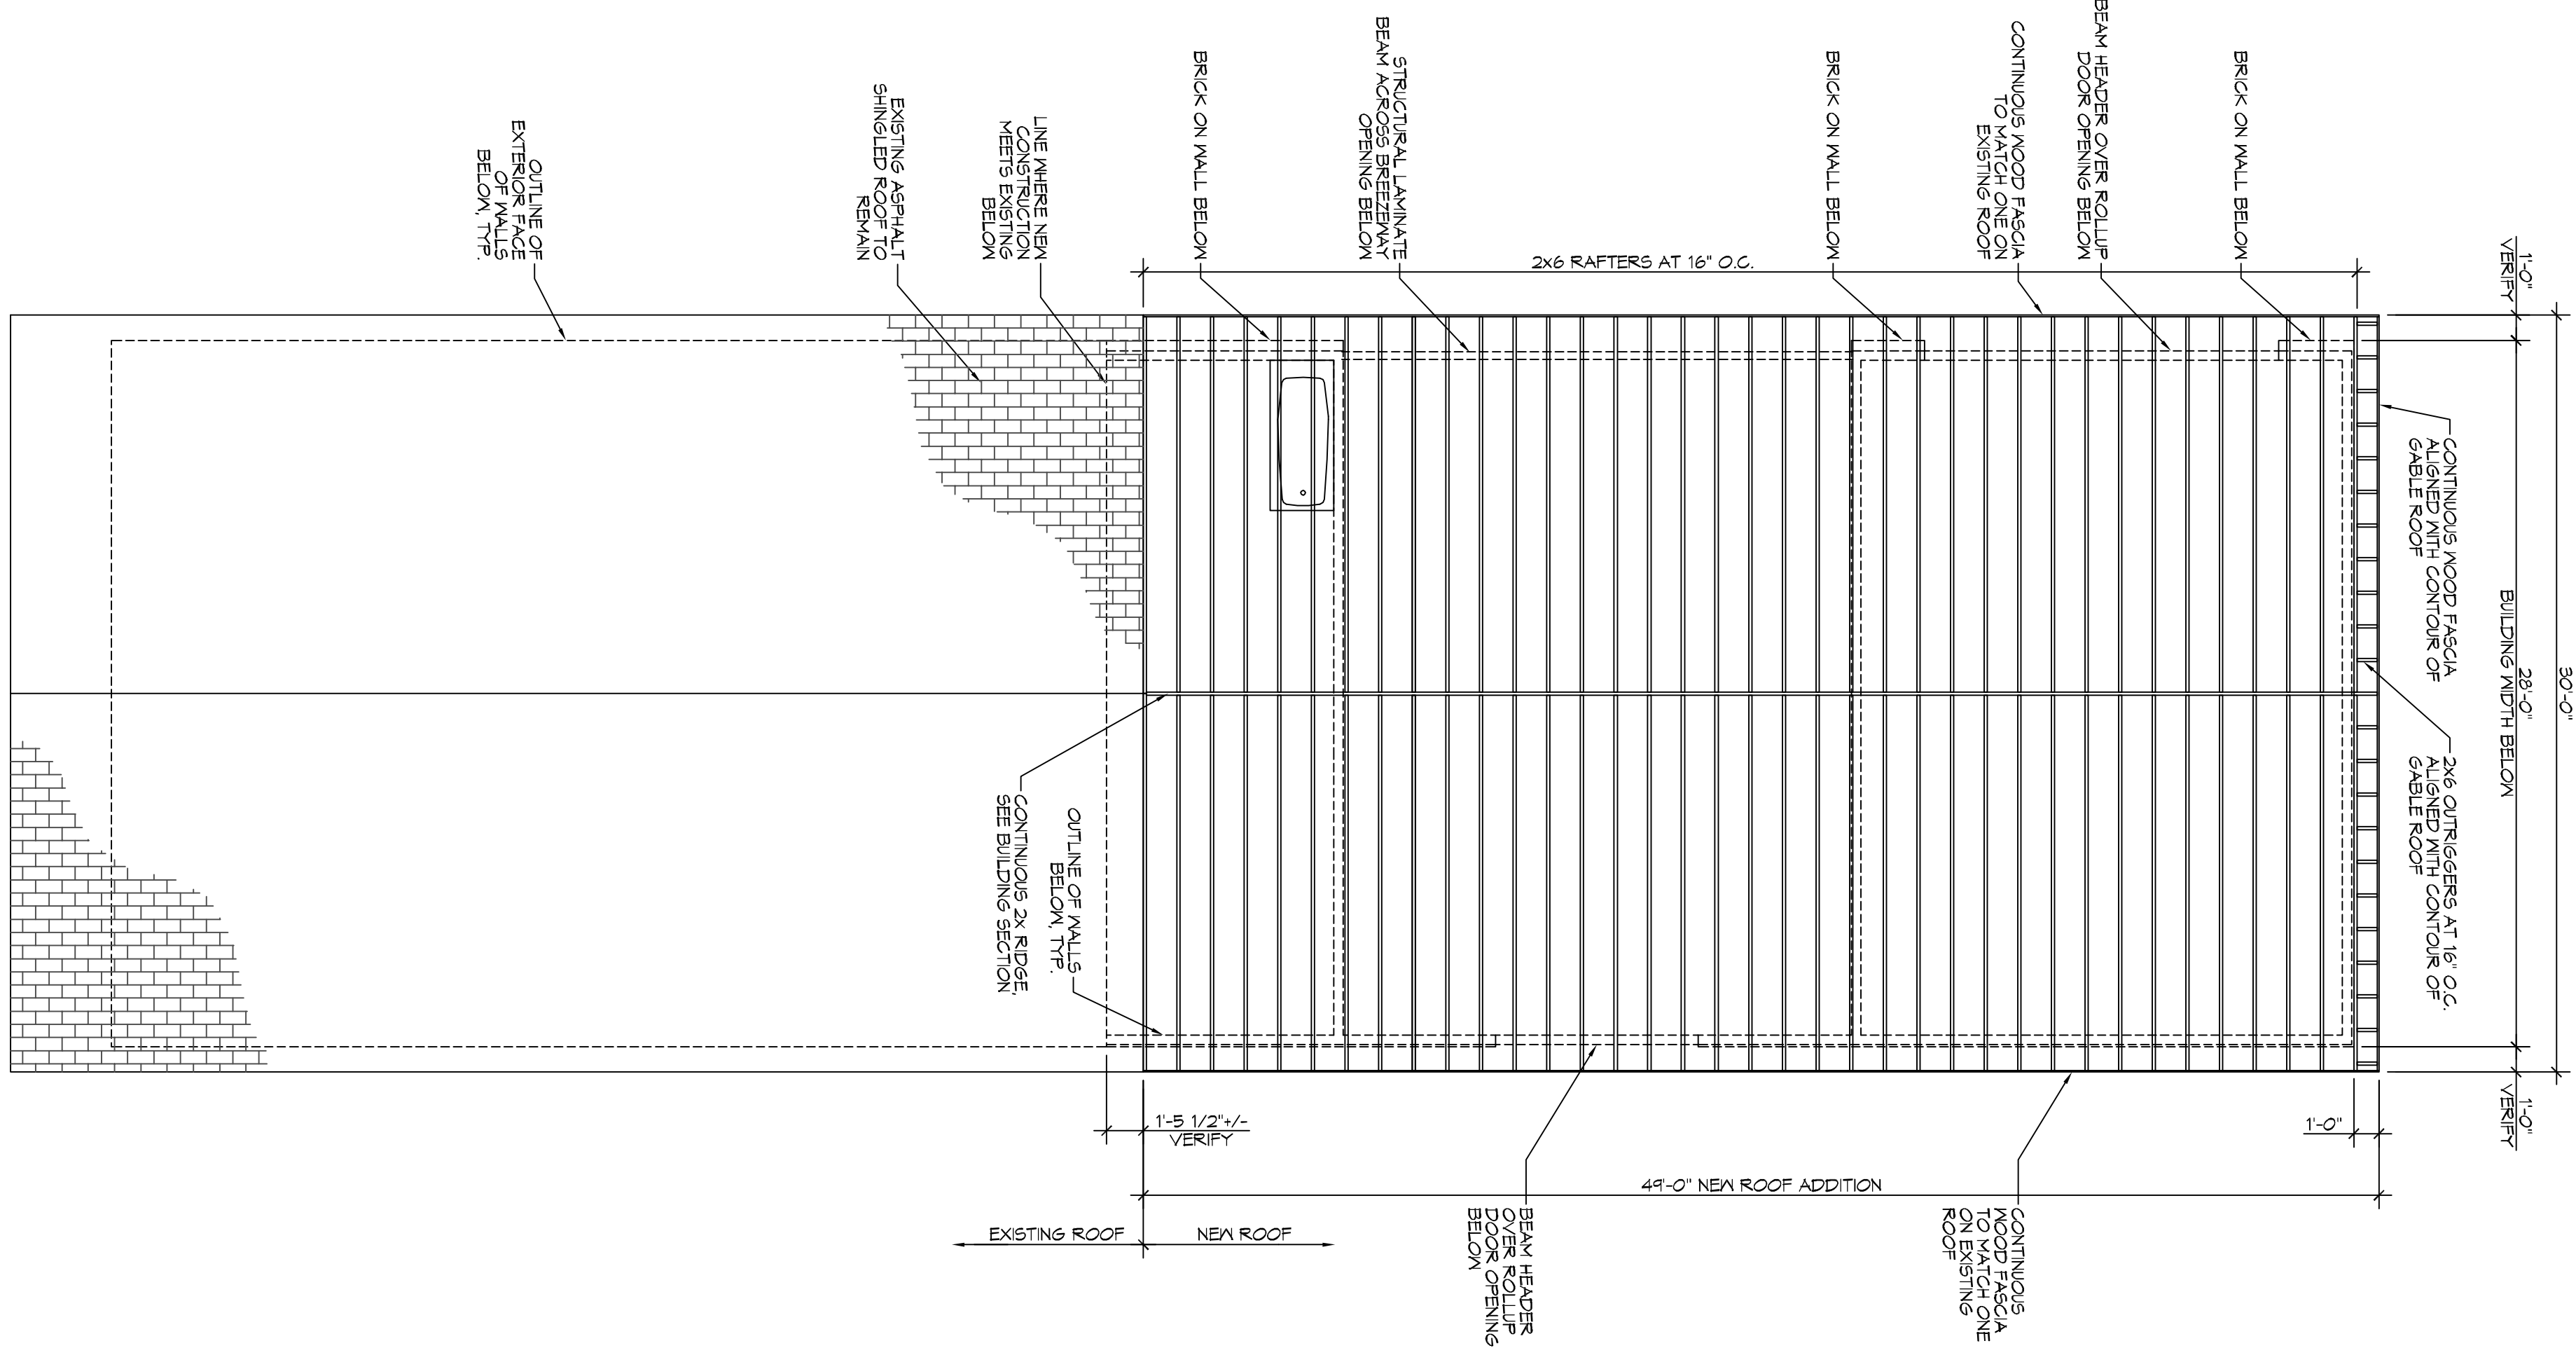 OUTLINE OF
EXTERIOR FACE
OF WALLS
BELOW, TYP.
EXISTING ASPHALT
SHINGLED ROOF TO
REMAIN
LINE WHERE NEW
CONSTRUCTION
MEETS EXISTING
BELOW
BRICK ON WALL BELOW
STRUCTURAL LAMINATE
BEAM ACROSS BREEZEWAY
OPENING BELOW
BRICK ON WALL BELOW
CONTINUOUS WOOD FASCIA
TO MATCH ONE ON
EXISTING ROOF
BEAM HEADER OVER ROLLUP
DOOR OPENING BELOW
BRICK ON WALL BELOW
2x6 RAFTERS AT 16" O.C.
1'-0"
VERIFY
CONTINUOUS WOOD FASCIA
ALIGNED WITH CONTOUR OF
GABLE ROOF
30'-0"
28'-0"
BUILDING WIDTH BELOW
2x6 OUTRIGGERS AT 16" O.C.
ALIGNED WITH CONTOUR OF
GABLE ROOF
1'-0"
VERIFY
OUTLINE OF WALLS
BELOW, TYP.
CONTINUOUS 2X RIDGE,
SEE BUILDING SECTION
1'-5 1/2"+/-
VERIFY
1'-0"
49'-0" NEW ROOF ADDITION
EXISTING ROOF
NEW ROOF
BEAM HEADER
OVER ROLLUP
DOOR OPENING
BELOW
CONTINUOUS
WOOD FASCIA
TO MATCH ONE
ON EXISTING
ROOF